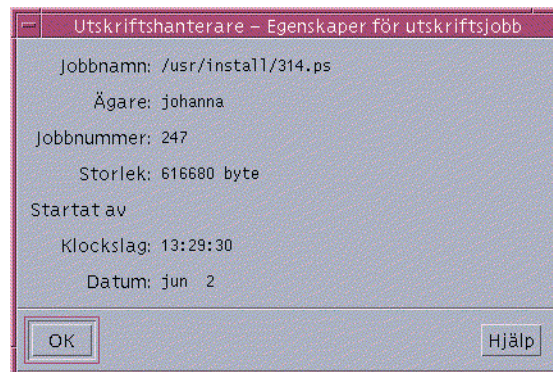 Utskriftshanterare – Egenskaper för utskriftsjobb
Jobbnamn: /usr/install/314.ps
Ägare: johanna
Jobbnummer: 247
Storlek: 616680 byte
Startat av
Klockslag: 13:29:30
Datum: jun 2
OK
Hjälp